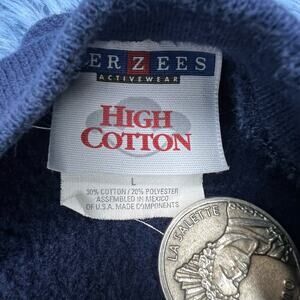 ERZEES
ACTIVEWEAR
HIGH
COTTON
L
80% COTTON / 20% POLYESTER
ASSEMBLED IN MEXICO
OF U.S.A. MADE COMPONENTS
LA SALETTE